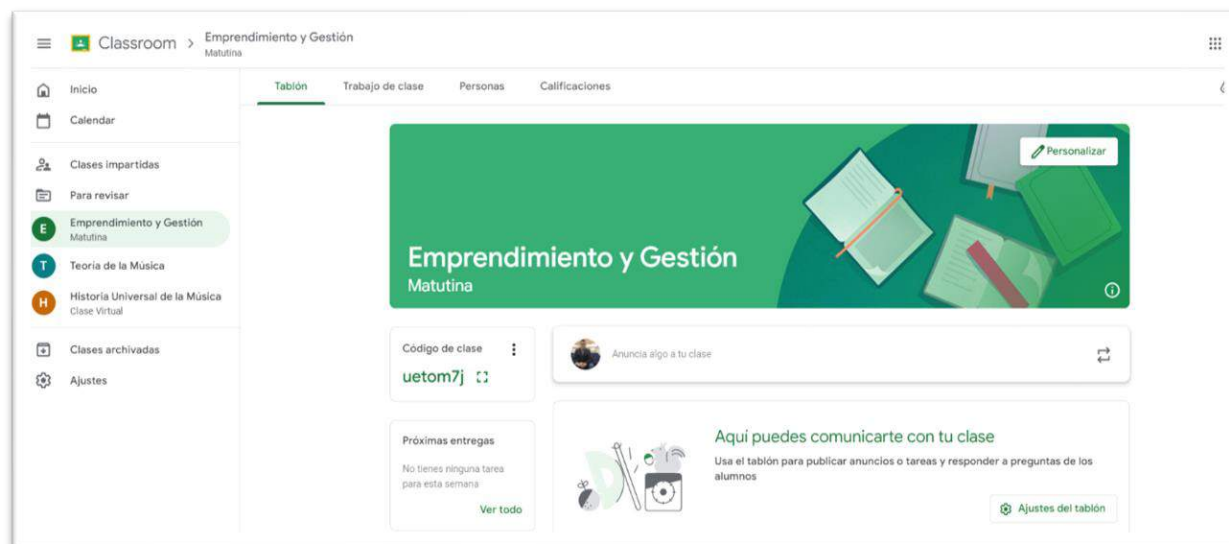 Classroom > Emprendimiento y Gestión
Matutina
Inicio
Calendar
Clases impartidas
Para revisar
E Emprendimiento y Gestión
Matutina
T Teoría de la Música
H Historia Universal de la Música
Clase Virtual
Clases archivadas
Ajustes
Tablón Trabajo de clase Personas Calificaciones
Personalizar
Emprendimiento y Gestión
Matutina
Código de clase
uetom7j
Próximas entregas
No tienes ninguna tarea
para esta semana
Ver todo
Anuncia algo a tu clase
Aquí puedes comunicarte con tu clase
Usa el tablón para publicar anuncios o tareas y responder a preguntas de los
alumnos
Ajustes del tablón